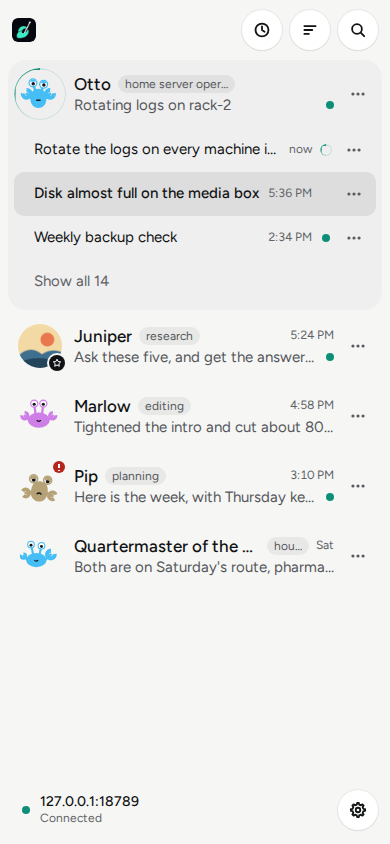 Otto home server oper...
Rotating logs on rack-2
Rotate the logs on every machine i... now
Disk almost full on the media box 5:36 PM
Weekly backup check 2:34 PM
Show all 14
Juniper research 5:24 PM
Ask these five, and get the answer...
Marlow editing 4:58 PM
Tightened the intro and cut about 80...
Pip planning 3:10 PM
Here is the week, with Thursday ke...
Quartermaster of the ... hou... Sat
Both are on Saturday's route, pharma...
127.0.0.1:18789
Connected